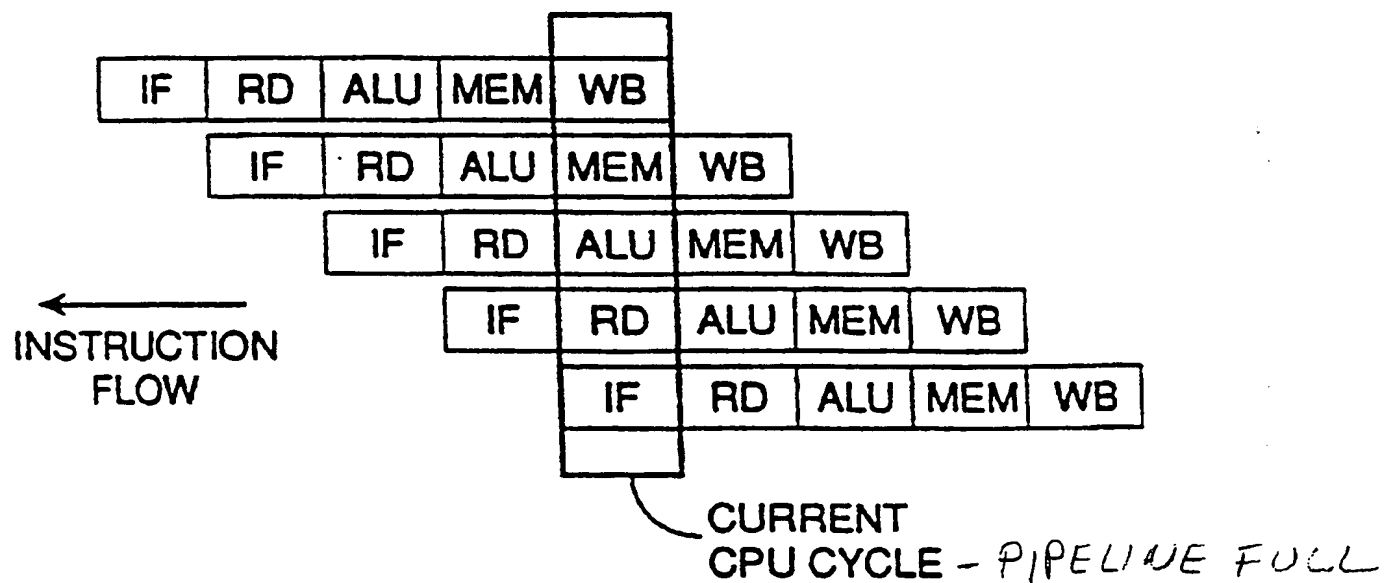 IF RD ALU MEM WB
IF RD ALU MEM WB
IF RD ALU MEM WB
IF RD ALU MEM WB
IF RD ALU MEM WB
INSTRUCTION
FLOW
CURRENT
CPU CYCLE - PIPELINE FULL